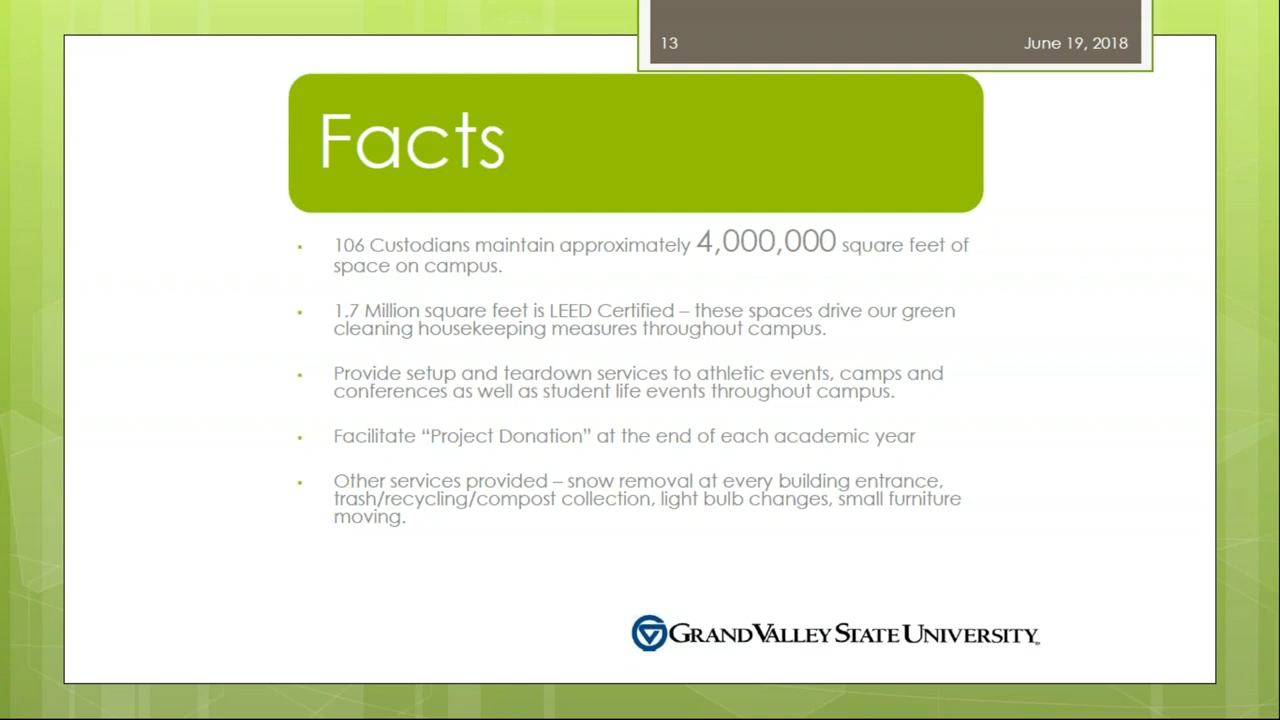 13 June 19, 2018
Facts
▪ 106 Custodians maintain approximately 4,000,000 square feet of
space on campus.
▪ 1.7 Million square feet is LEED Certified – these spaces drive our green
cleaning housekeeping measures throughout campus.
▪ Provide setup and teardown services to athletic events, camps and
conferences as well as student life events throughout campus.
▪ Facilitate “Project Donation” at the end of each academic year
▪ Other services provided – snow removal at every building entrance,
trash/recycling/compost collection, light bulb changes, small furniture
moving.
GRAND VALLEY STATE UNIVERSITY